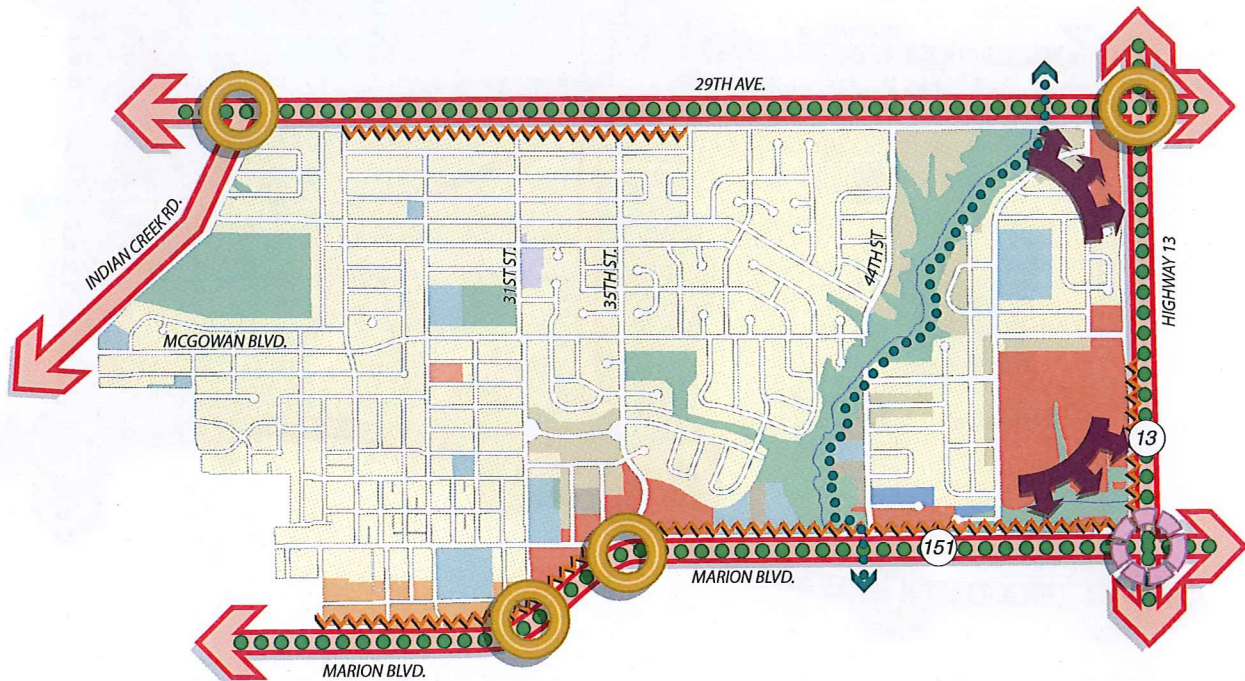 29TH AVE.
INDIAN CREEK RD.
31ST ST.
35TH ST.
44TH ST
HIGHWAY 13
MCGOWAN BLVD.
13
151
MARION BLVD.
MARION BLVD.